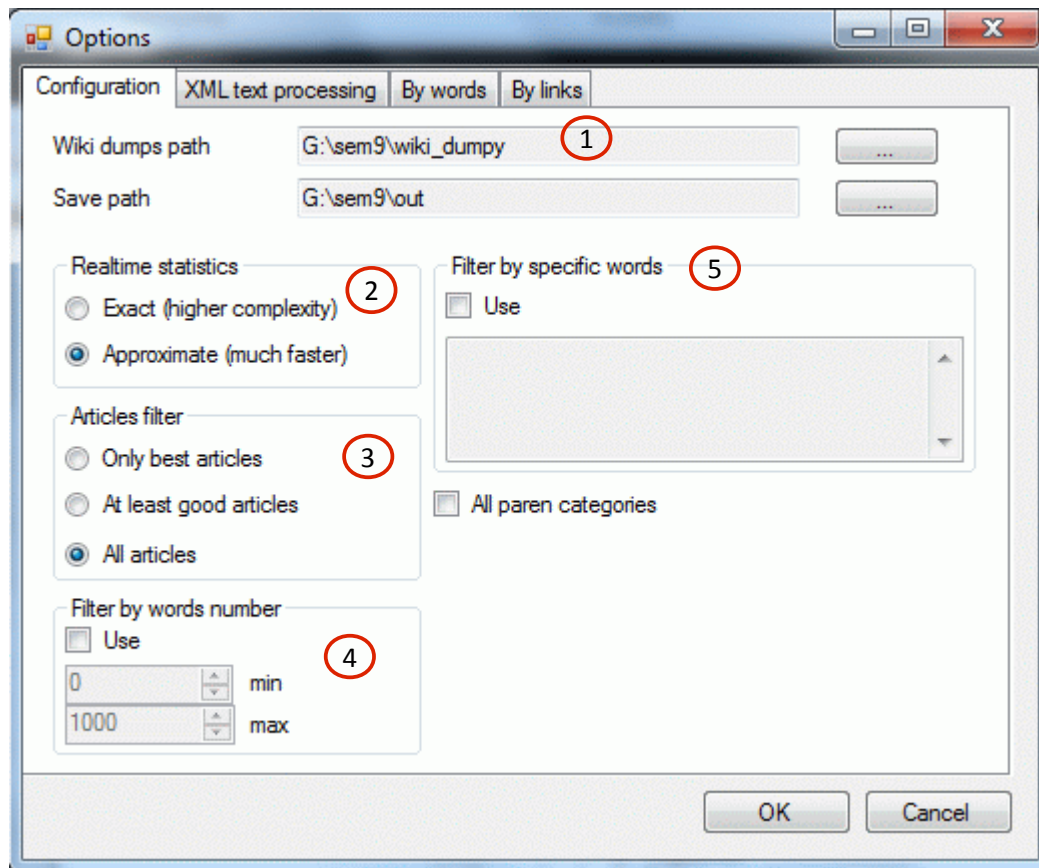 Options
Configuration XML text processing By words By links
Wiki dumps path G:\sem9\wiki_dumpy 1 ...
Save path G:\sem9\out ...
Realtime statistics 2
Exact (higher complexity)
Approximate (much faster)
Filter by specific words 5
Use
Articles filter
Only best articles 3
At least good articles
All articles
All paren categories
Filter by words number
Use 4
0 min
1000 max
OK Cancel